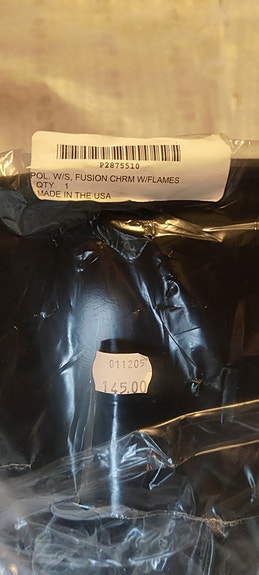 P2875510
POL. W/S, FUSION CHRM W/FLAMES
QTY 1
MADE IN THE USA
011205
145.00